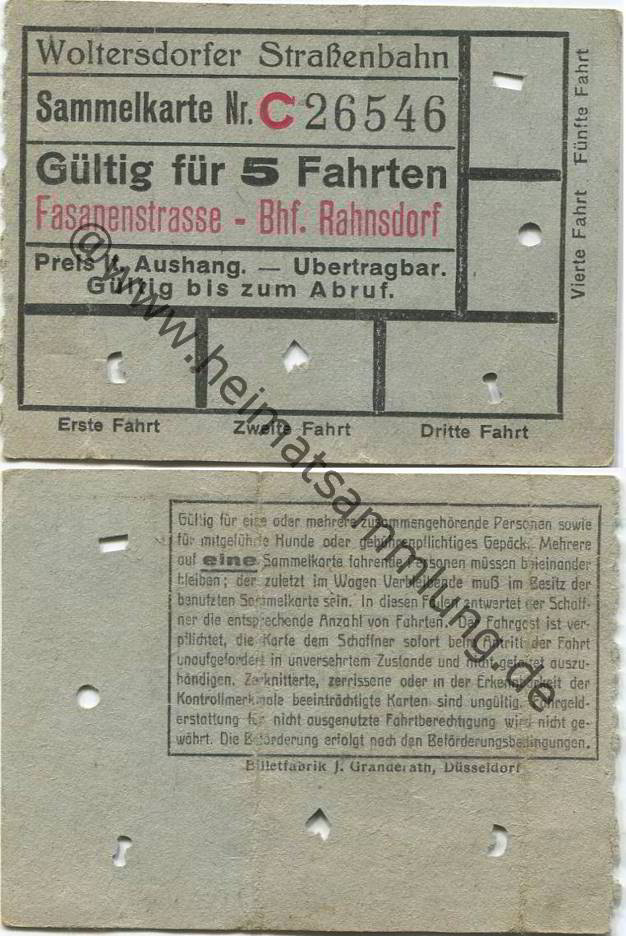 Woltersdorfer Straßenbahn
Sammelkarte Nr. C 26546
Gültig für 5 Fahrten
Fasanenstrasse - Bhf. Rahnsdorf
Preis lt. Aushang. — Übertragbar.
Gültig bis zum Abruf.
Vierte Fahrt Fünfte Fahrt
Erste Fahrt Zweite Fahrt Dritte Fahrt
@www.heimatsammlung.de
Gültig für eine oder mehrere zusammengehörende Personen sowie
für mitgeführte Hunde oder gebührenpflichtiges Gepäck. Mehrere
auf eine Sammelkarte fahrende Personen müssen beieinander
bleiben; der zuletzt im Wagen Verbleibende muß im Besitz der
benutzten Sammelkarte sein. In diesen Fällen entwertet der Schaff-
ner die entsprechende Anzahl von Fahrten. Der Fahrgast ist ver-
pflichtet, die Karte dem Schaffner sofort beim Antritt der Fahrt
unaufgefordert in unversehrtem Zustande und nicht gefaltet auszu-
händigen. Zerknitterte, zerrissene oder in der Erkennbarkeit der
Kontrollmerkmale beeinträchtigte Karten sind ungültig. Fahrgeld-
erstattung für nicht ausgenutzte Fahrtberechtigung wird nicht ge-
währt. Die Beförderung erfolgt nach den Beförderungsbedingungen.
Billetfabrik J. Granderath, Düsseldorf